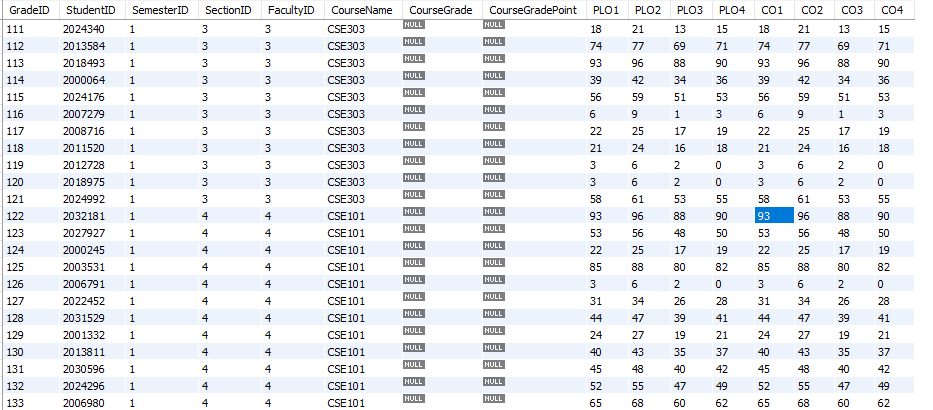 GradeID StudentID SemesterID SectionID FacultyID CourseName CourseGrade CourseGradePoint PLO1 PLO2 PLO3 PLO4 CO1 CO2 CO3 CO4
111 2024340 1 3 3 CSE303 NULL NULL 18 21 13 15 18 21 13 15
112 2013584 1 3 3 CSE303 NULL NULL 74 77 69 71 74 77 69 71
113 2018493 1 3 3 CSE303 NULL NULL 93 96 88 90 93 96 88 90
114 2000064 1 3 3 CSE303 NULL NULL 39 42 34 36 39 42 34 36
115 2024176 1 3 3 CSE303 NULL NULL 56 59 51 53 56 59 51 53
116 2007279 1 3 3 CSE303 NULL NULL 6 9 1 3 6 9 1 3
117 2008716 1 3 3 CSE303 NULL NULL 22 25 17 19 22 25 17 19
118 2011520 1 3 3 CSE303 NULL NULL 21 24 16 18 21 24 16 18
119 2012728 1 3 3 CSE303 NULL NULL 3 6 2 0 3 6 2 0
120 2018975 1 3 3 CSE303 NULL NULL 3 6 2 0 3 6 2 0
121 2024992 1 3 3 CSE303 NULL NULL 58 61 53 55 58 61 53 55
122 2032181 1 4 4 CSE101 NULL NULL 93 96 88 90 93 96 88 90
123 2027927 1 4 4 CSE101 NULL NULL 53 56 48 50 53 56 48 50
124 2000245 1 4 4 CSE101 NULL NULL 22 25 17 19 22 25 17 19
125 2003531 1 4 4 CSE101 NULL NULL 85 88 80 82 85 88 80 82
126 2006791 1 4 4 CSE101 NULL NULL 3 6 2 0 3 6 2 0
127 2022452 1 4 4 CSE101 NULL NULL 31 34 26 28 31 34 26 28
128 2031529 1 4 4 CSE101 NULL NULL 44 47 39 41 44 47 39 41
129 2001332 1 4 4 CSE101 NULL NULL 24 27 19 21 24 27 19 21
130 2013811 1 4 4 CSE101 NULL NULL 40 43 35 37 40 43 35 37
131 2030596 1 4 4 CSE101 NULL NULL 45 48 40 42 45 48 40 42
132 2024296 1 4 4 CSE101 NULL NULL 52 55 47 49 52 55 47 49
133 2006980 1 4 4 CSE101 NULL NULL 65 68 60 62 65 68 60 62